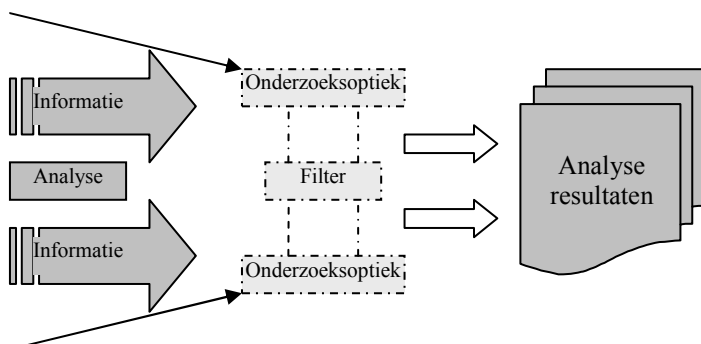 Onderzoeksoptiek
Informatie
Analyse
Filter
Analyse
resultaten
Informatie
Onderzoeksoptiek